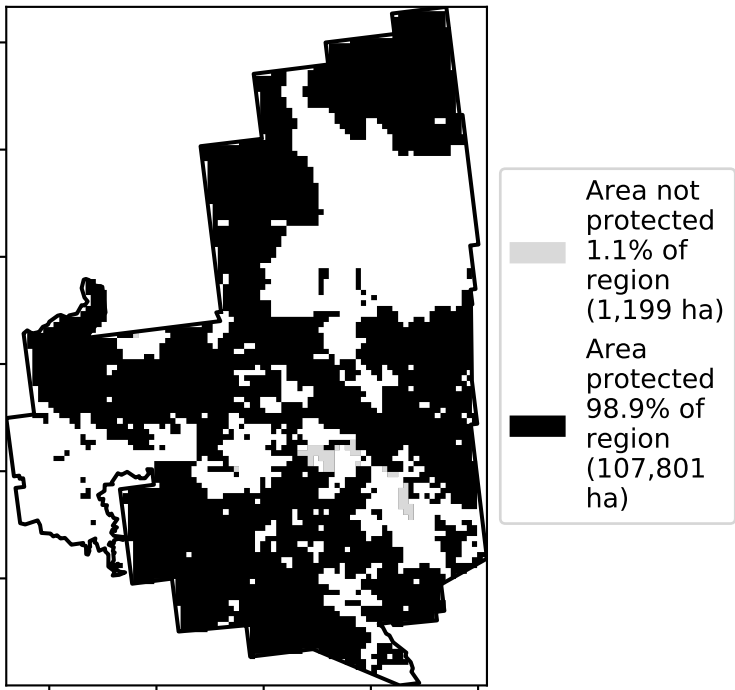 Area not
protected
1.1% of
region
(1,199 ha)
Area
protected
98.9% of
region
(107,801
ha)